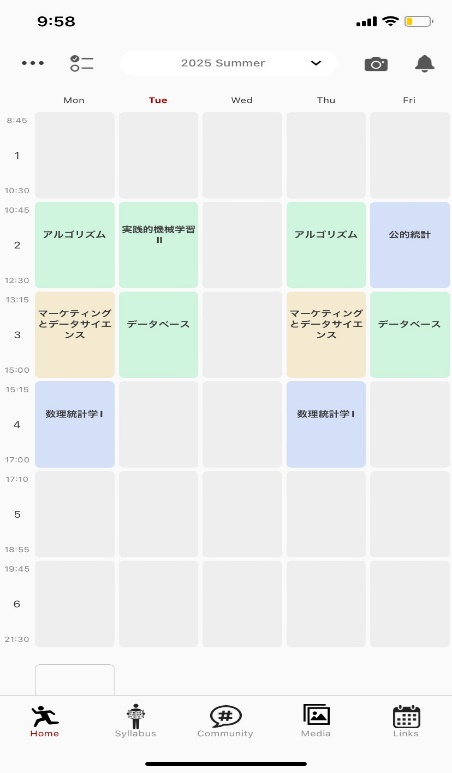 9:58
2025 Summer
Mon Tue Wed Thu Fri
8:45
1
10:30
10:45
2
アルゴリズム
実践的機械学習
II
アルゴリズム
公的統計
12:30
13:15
3
マーケティング
とデータサイエ
ンス
データベース
マーケティング
とデータサイエ
ンス
データベース
15:00
15:15
4
数理統計学I
数理統計学I
17:00
17:10
5
18:55
19:45
6
21:30
Home Syllabus Community Media Links